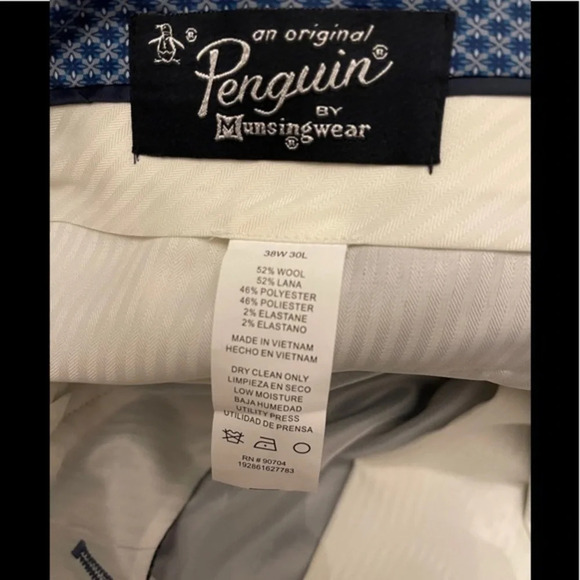 an original
Penguin®
BY
Munsingwear
®
38W 30L
52% WOOL
52% LANA
46% POLYESTER
46% POLIESTER
2% ELASTANE
2% ELASTANO
MADE IN VIETNAM
HECHO EN VIETNAM
DRY CLEAN ONLY
LIMPIEZA EN SECO
LOW MOISTURE
BAJA HUMEDAD
UTILITY PRESS
UTILIDAD DE PRENSA
RN # 90704
192861627783